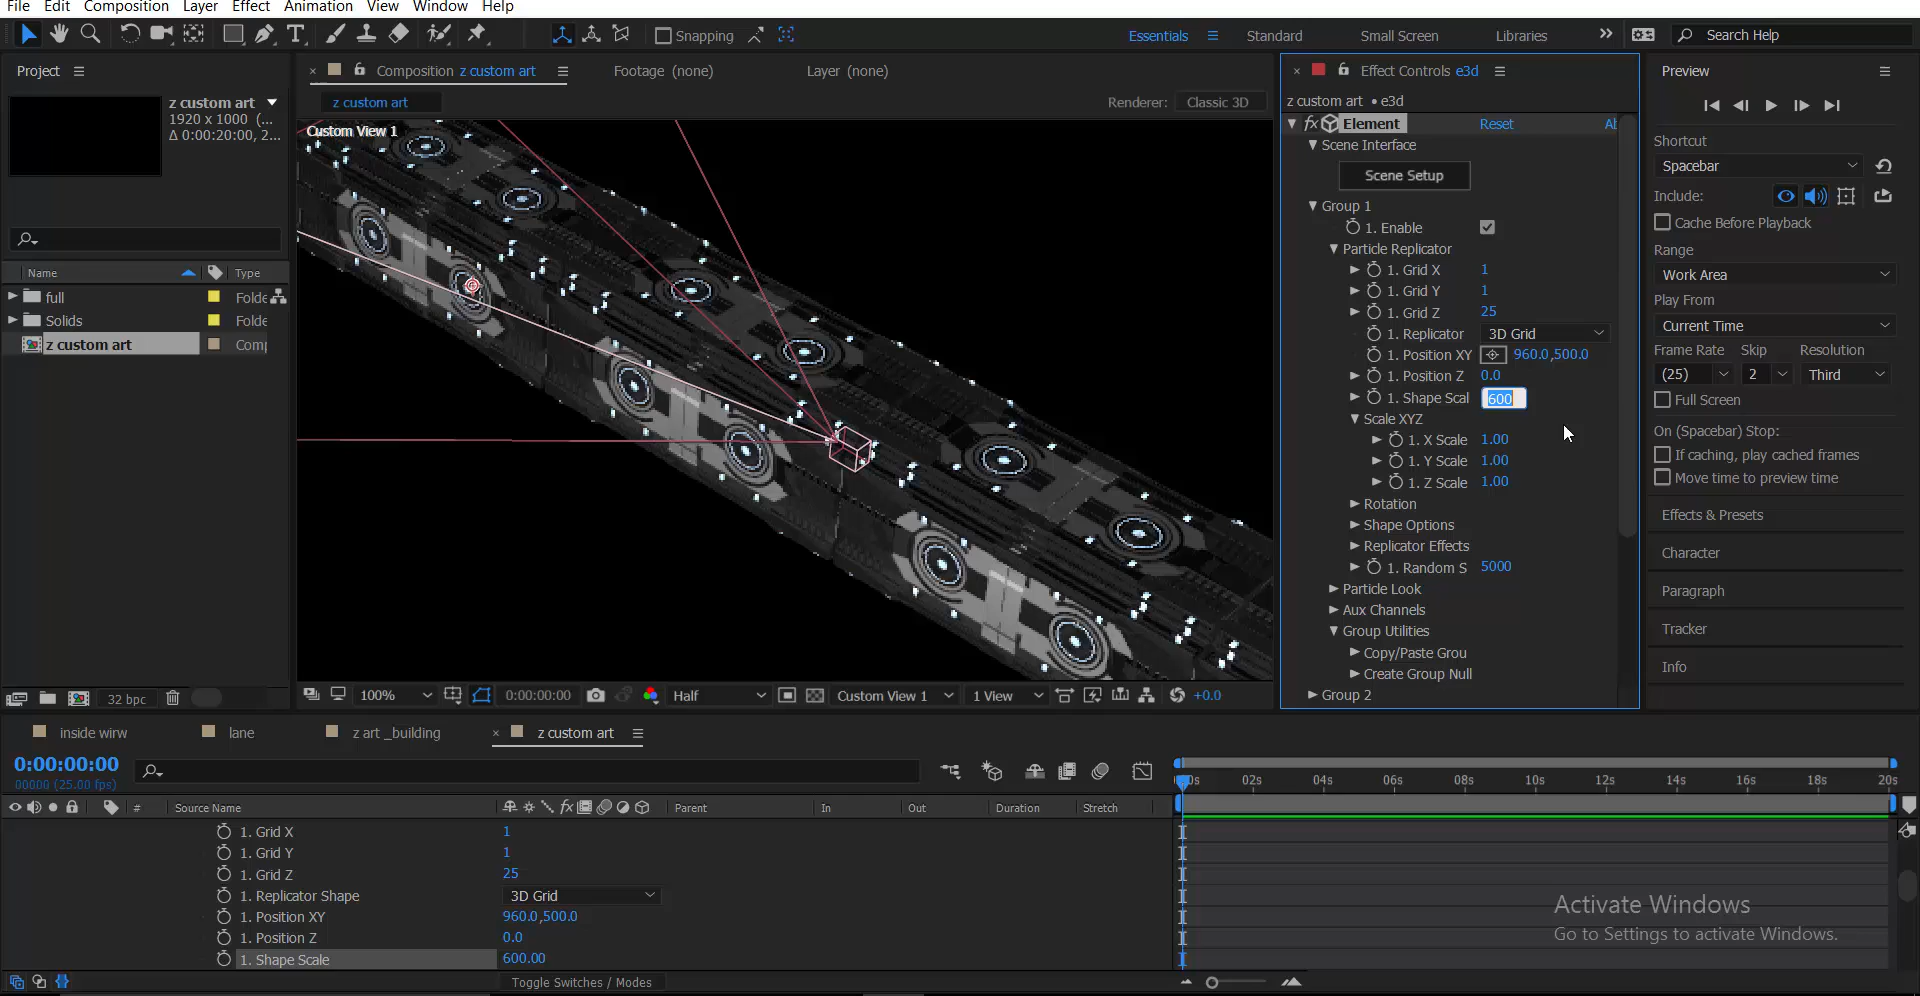 File Edit Composition Layer Effect Animation View Window Help
Snapping
Essentials Standard Small Screen Libraries Search Help
Project
z custom art
1920 x 1000 (...
Δ 0:00:20:00, 2...
Name Type
full Folde
Solids Folde
z custom art Comp
32 bpc
Composition z custom art Footage (none) Layer (none)
z custom art Renderer: Classic 3D
Custom View 1
100% 0:00:00:00 Half Custom View 1 1 View +0.0
Effect Controls e3d
z custom art • e3d
fx Element Reset
Scene Interface
Scene Setup
Group 1
1. Enable
Particle Replicator
1. Grid X 1
1. Grid Y 1
1. Grid Z 25
1. Replicator 3D Grid
1. Position XY 960.0,500.0
1. Position Z 0.0
1. Shape Scal 600
Scale XYZ
1. X Scale 1.00
1. Y Scale 1.00
1. Z Scale 1.00
Rotation
Shape Options
Replicator Effects
1. Random S 5000
Particle Look
Aux Channels
Group Utilities
Copy/Paste Grou
Create Group Null
Group 2
Preview
Shortcut
Spacebar
Include:
Cache Before Playback
Range
Work Area
Play From
Current Time
Frame Rate Skip Resolution
(25) 2 Third
Full Screen
On (Spacebar) Stop:
If caching, play cached frames
Move time to preview time
Effects & Presets
Character
Paragraph
Tracker
Info
inside wirw lane z art _building z custom art
0:00:00:00
00000 (25.00 fps)
# Source Name fx Parent In Out Duration Stretch
02s 04s 06s 08s 10s 12s 14s 16s 18s 20s
1. Grid X 1
1. Grid Y 1
1. Grid Z 25
1. Replicator Shape 3D Grid
1. Position XY 960.0,500.0
1. Position Z 0.0
1. Shape Scale 600.00
Toggle Switches / Modes
Activate Windows
Go to Settings to activate Windows.